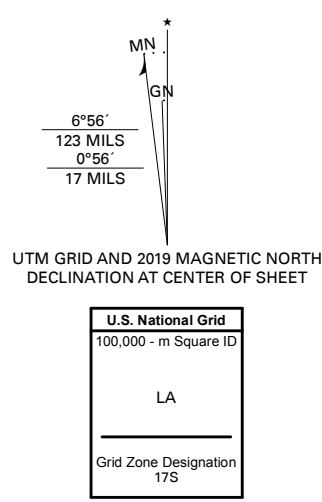 ★
MN
GN
6°56´
123 MILS
0°56´
17 MILS
UTM GRID AND 2019 MAGNETIC NORTH
DECLINATION AT CENTER OF SHEET
U.S. National Grid
100,000 - m Square ID
LA
Grid Zone Designation
17S